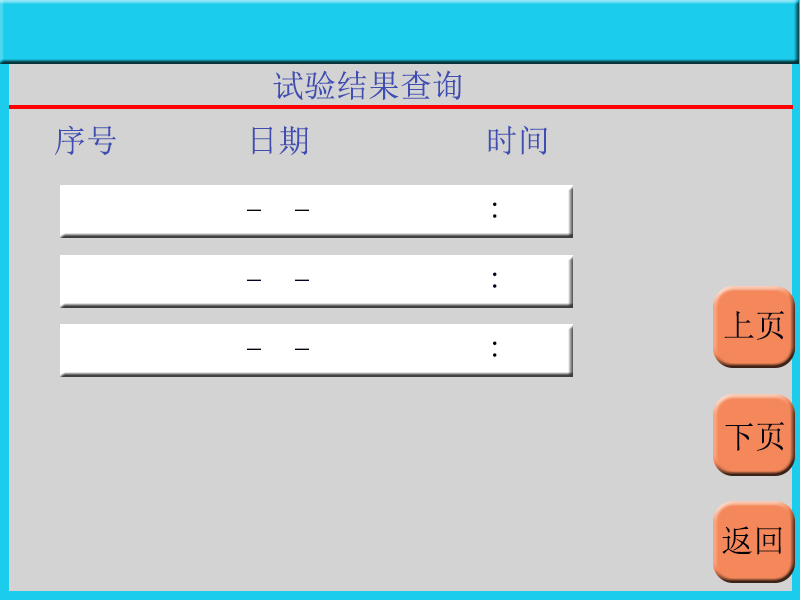 试验结果查询
序号 日期 时间
– – :
– – :
– – :
上页
下页
返回